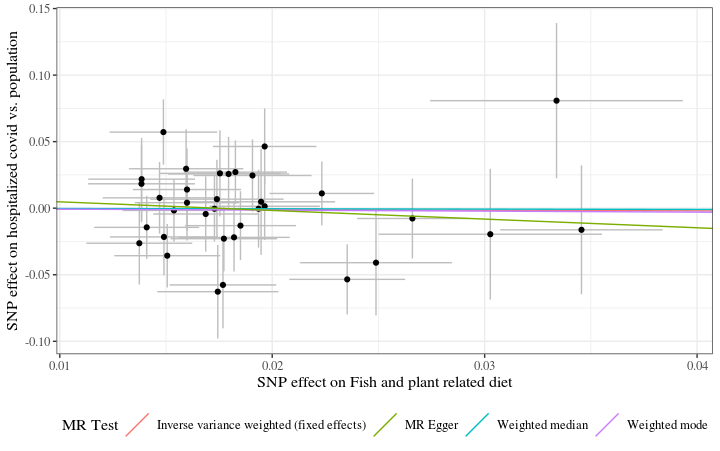 0.15
0.10
0.05
0.00
-0.05
-0.10
SNP effect on hospitalized covid vs. population
0.01 0.02 0.03 0.04
SNP effect on Fish and plant related diet
MR Test Inverse variance weighted (fixed effects) MR Egger Weighted median Weighted mode